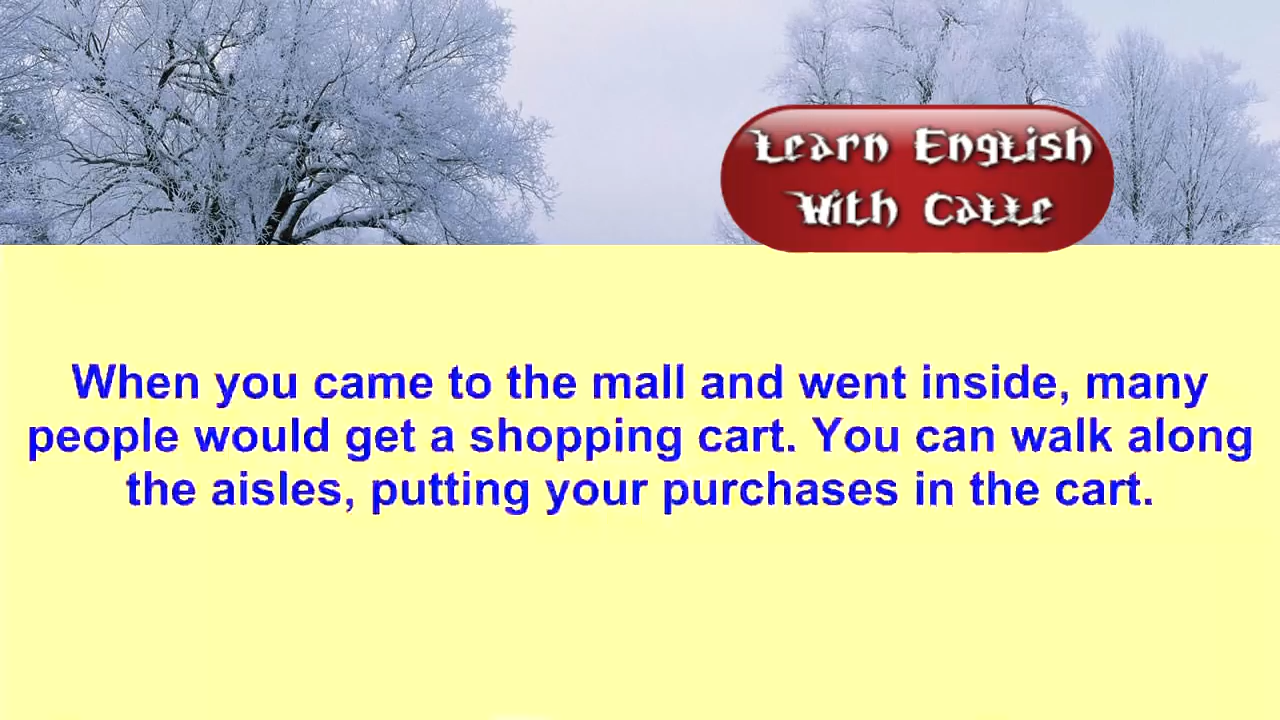 Learn English
With Catte
When you came to the mall and went inside, many
people would get a shopping cart. You can walk along
the aisles, putting your purchases in the cart.